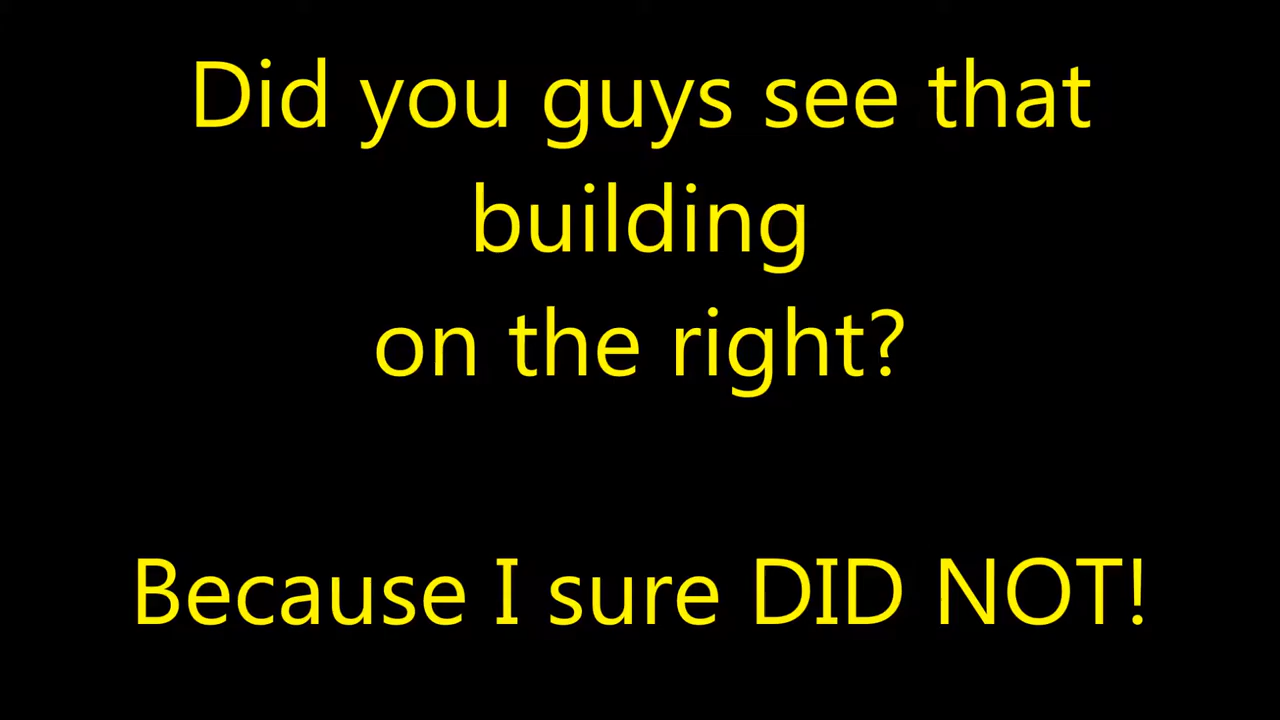 Did you guys see that
building
on the right?
Because I sure DID NOT!